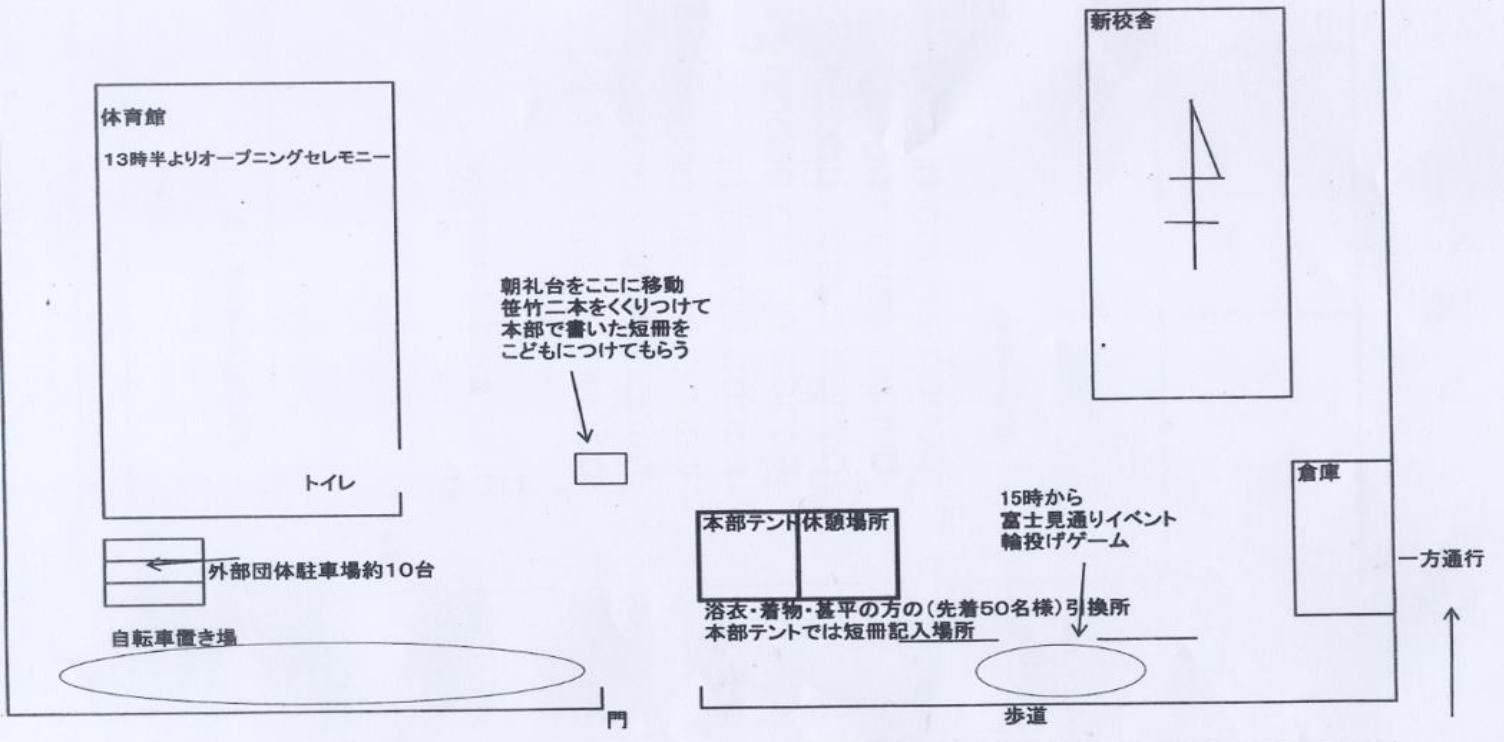 新校舎
体育館
13時半よりオープニングセレモニー
朝礼台をここに移動
笹竹二本をくくりつけて
本部で書いた短冊を
こどもにつけてもらう
トイレ
倉庫
15時から
富士見通りイベント
輪投げゲーム
本部テント
休憩場所
一方通行
外部団体駐車場約10台
浴衣・着物・甚平の方の(先着50名様)引換所
本部テントでは短冊記入場所
自転車置き場
門
歩道